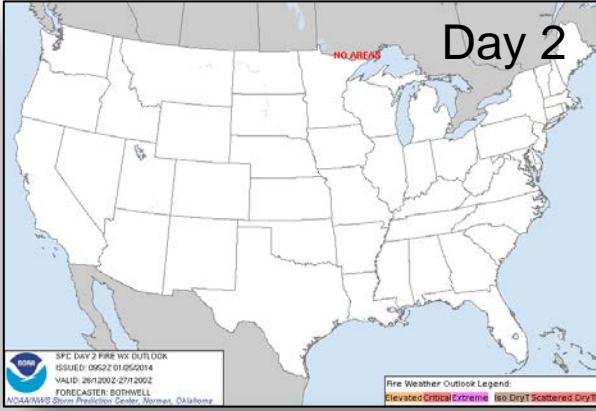 Day 2
NO AREAS
NOAA
SPC DAY 2 FIRE WX OUTLOOK
ISSUED: 0952Z 01/25/2014
VALID: 26/1200Z-27/1200Z
FORECASTER: BOTHWELL
NOAA/NWS Storm Prediction Center, Norman, Oklahoma
Fire Weather Outlook Legend:
Elevated Critical Extreme Iso DryT Scattered DryT